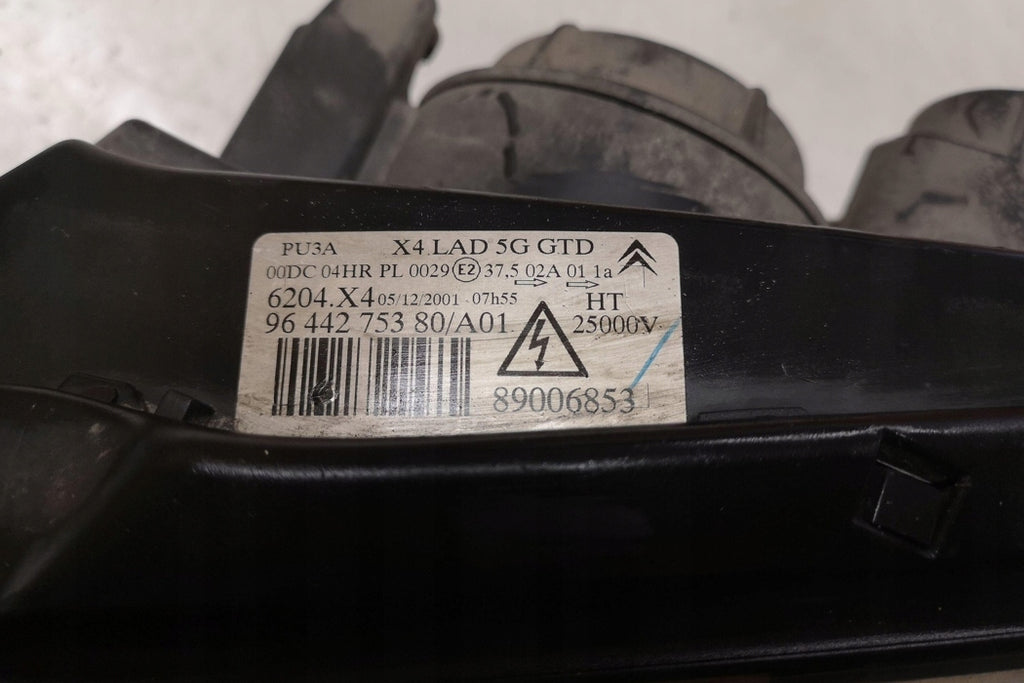 PU3A X4 LAD 5G GTD
00DC 04HR PL 0029 E2 37,5 02A 01 1a
6204.X4 05/12/2001 - 07h55 HT
96 442 753 80/A01 25000V
89006853